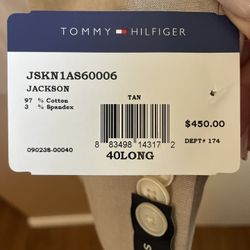 TOMMY HILFIGER
JSKN1AS60006
JACKSON
97 % Cotton
3 % Spandex
TAN
8 83498 14317 2
$450.00
DEPT# 174
090238-00040
40LONG